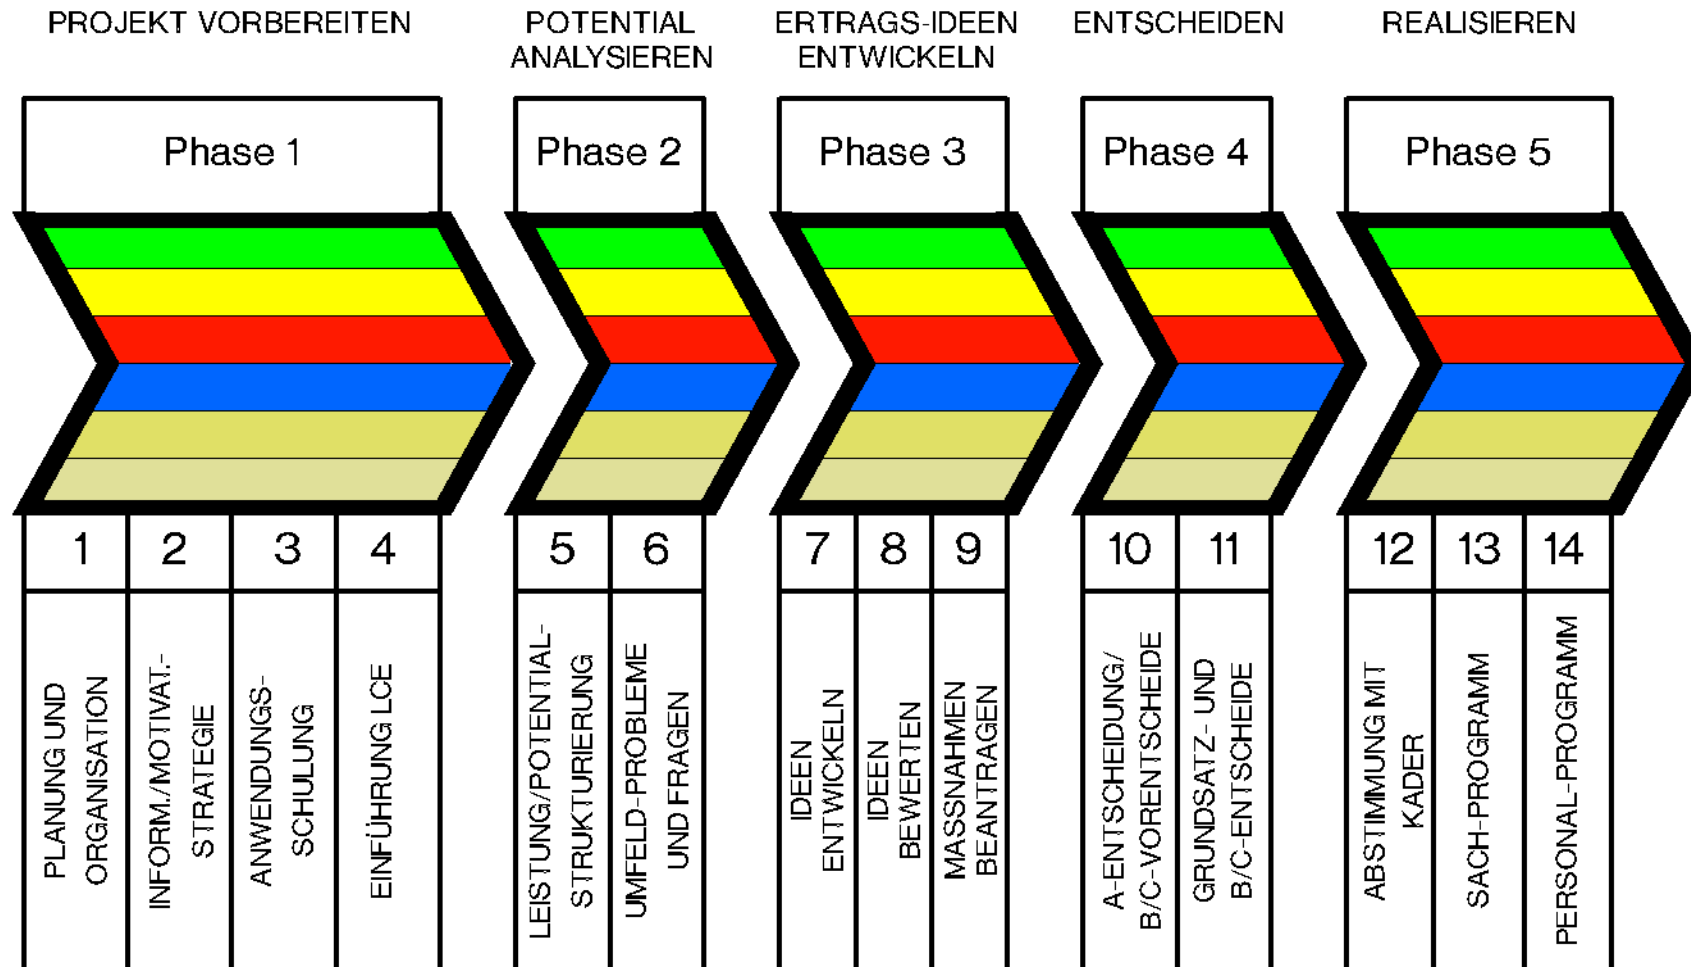 PROJEKT VORBEREITEN
POTENTIAL
ANALYSIEREN
ERTRAGS-IDEEN
ENTWICKELN
ENTSCHEIDEN
REALISIEREN
Phase 1
Phase 2
Phase 3
Phase 4
Phase 5
1
2
3
4
5
6
7
8
9
10
11
12
13
14
PLANUNG UND
ORGANISATION
INFORM./MOTIVAT.-
STRATEGIE
ANWENDUNGS-
SCHULUNG
EINFÜHRUNG LCE
LEISTUNG/POTENTIAL-
STRUKTURIERUNG
UMFELD-PROBLEME
UND FRAGEN
IDEEN
ENTWICKELN
IDEEN
BEWERTEN
MASSNAHMEN
BEANTRAGEN
A-ENTSCHEIDUNG/
B/C-VORENTSCHEIDE
GRUNDSATZ- UND
B/C-ENTSCHEIDE
ABSTIMMUNG MIT
KADER
SACH-PROGRAMM
PERSONAL-PROGRAMM